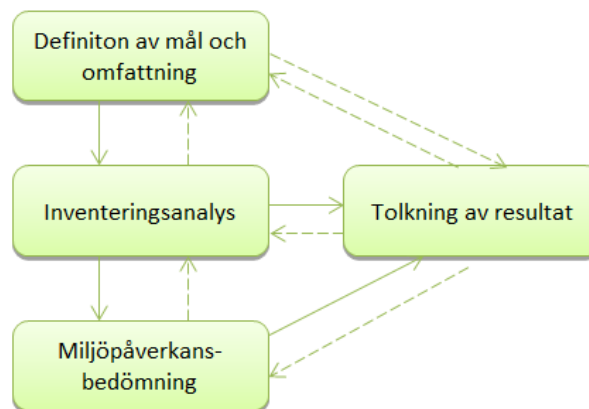 Definiton av mål och
omfattning
Inventeringsanalys
Tolkning av resultat
Miljöpåverkans-
bedömning